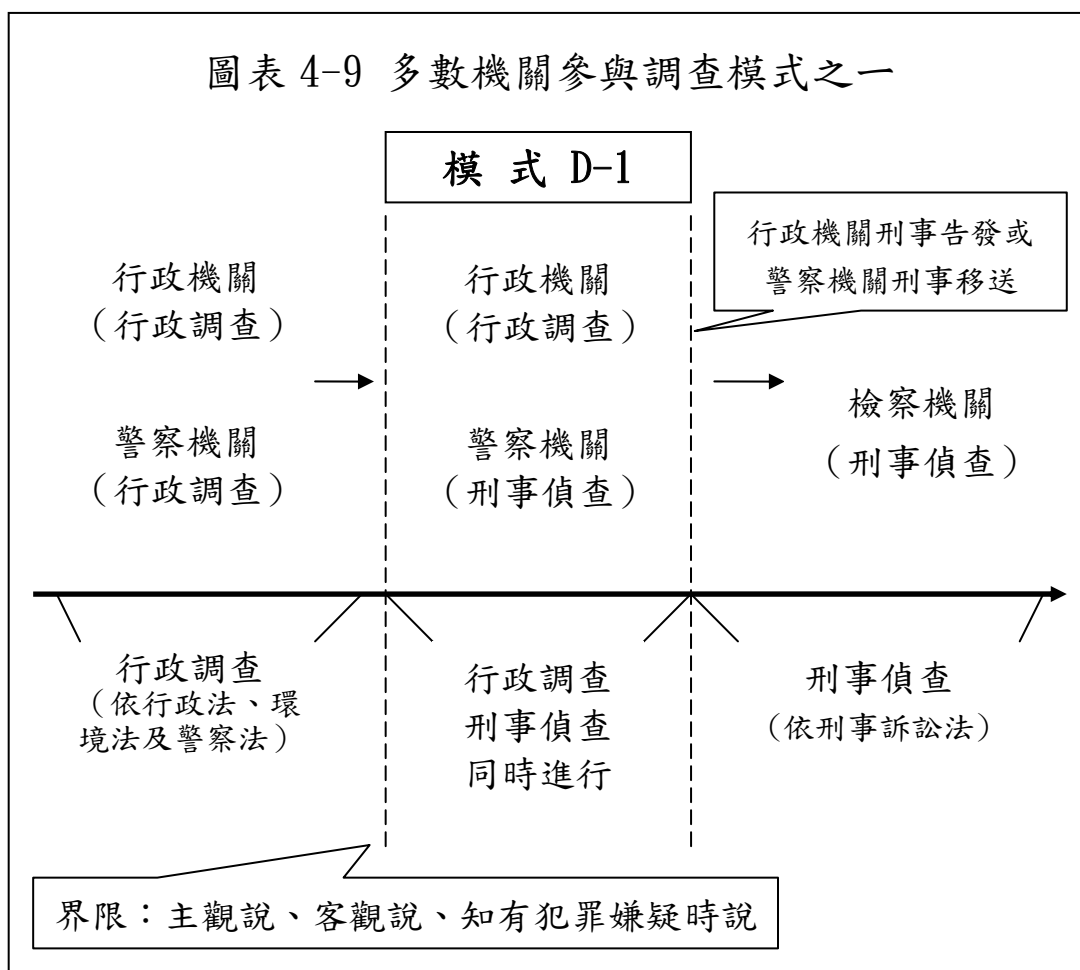 圖表 4-9 多數機關參與調查模式之一
模 式 D-1
行政機關刑事告發或
警察機關刑事移送
行政機關
（行政調查）
警察機關
（行政調查）
行政機關
（行政調查）
警察機關
（刑事偵查）
檢察機關
（刑事偵查）
行政調查
（依行政法、環
境法及警察法）
行政調查
刑事偵查
同時進行
刑事偵查
（依刑事訴訟法）
界限：主觀說、客觀說、知有犯罪嫌疑時說